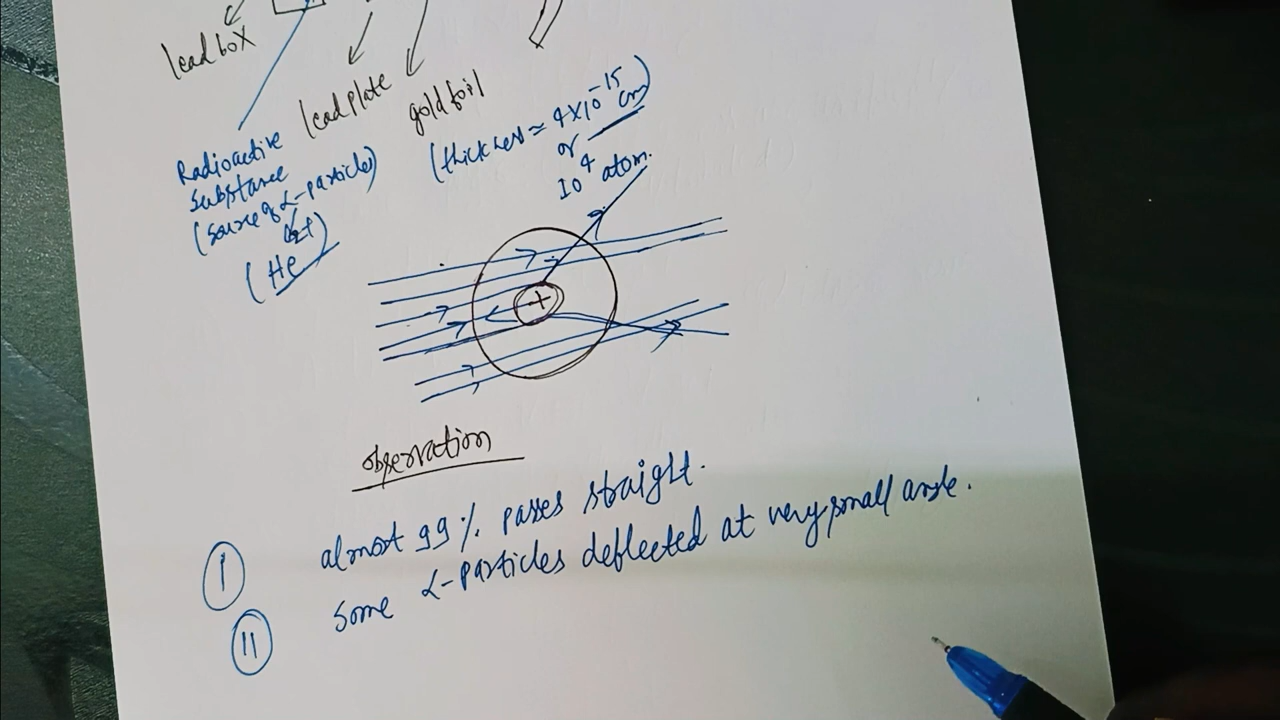 lead box
lead plate
gold foil
Radioactive
Substance
(source of α-particle)
(He²⁺)
(thickness ≈ 4×10⁻¹⁵ cm)
or
10⁴ atom.
+
observation
I almost 99% passes straight.
II some α-particles deflected at very small angle.